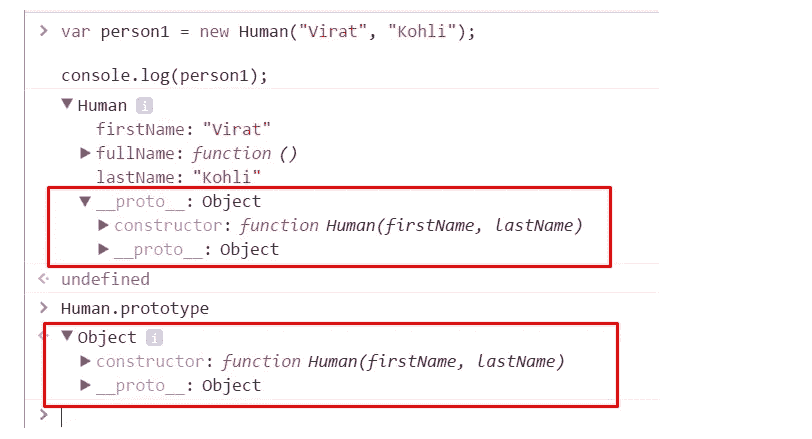 var person1 = new Human("Virat", "Kohli");
console.log(person1);
Human i
firstName: "Virat"
fullName: function ()
lastName: "Kohli"
__proto__: Object
constructor: function Human(firstName, lastName)
__proto__: Object
undefined
Human.prototype
Object i
constructor: function Human(firstName, lastName)
__proto__: Object